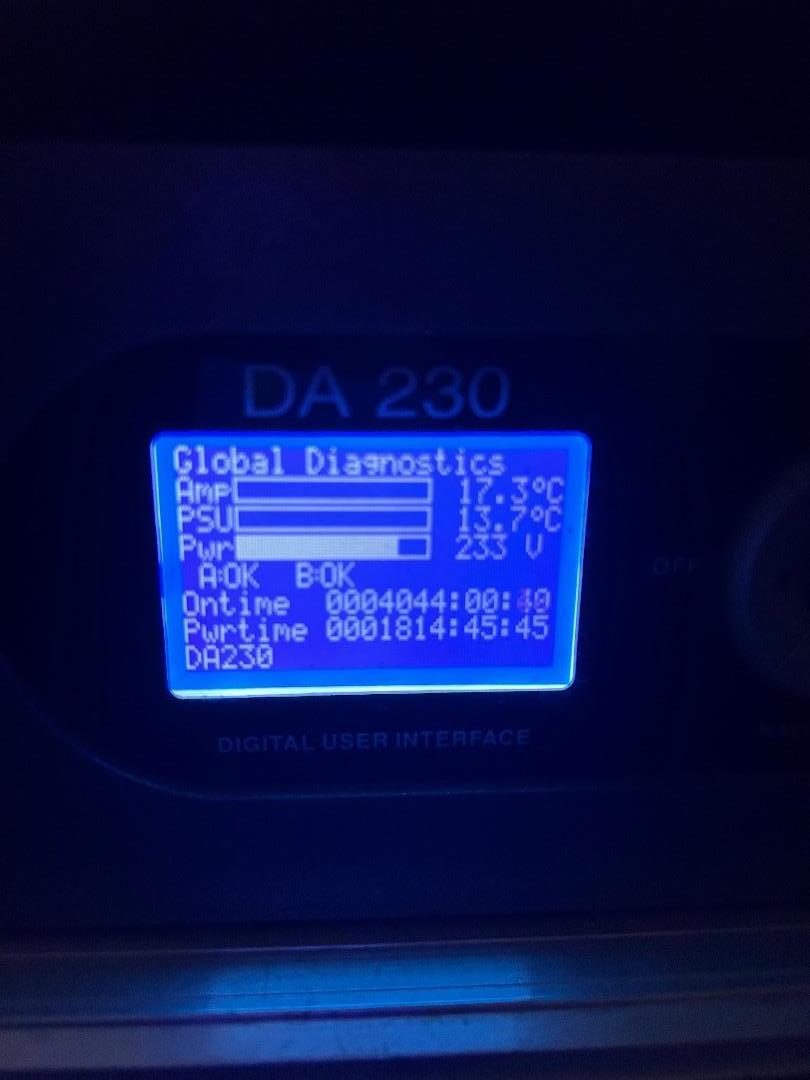 DA 230
Global Diagnostics
Amp 17.3°C
PSU 13.7°C
Pwr 233 V
A:OK B:OK
Ontime 0004044:00:40
Pwrtime 0001814:45:45
DA230
OFF
DIGITAL USER INTERFACE